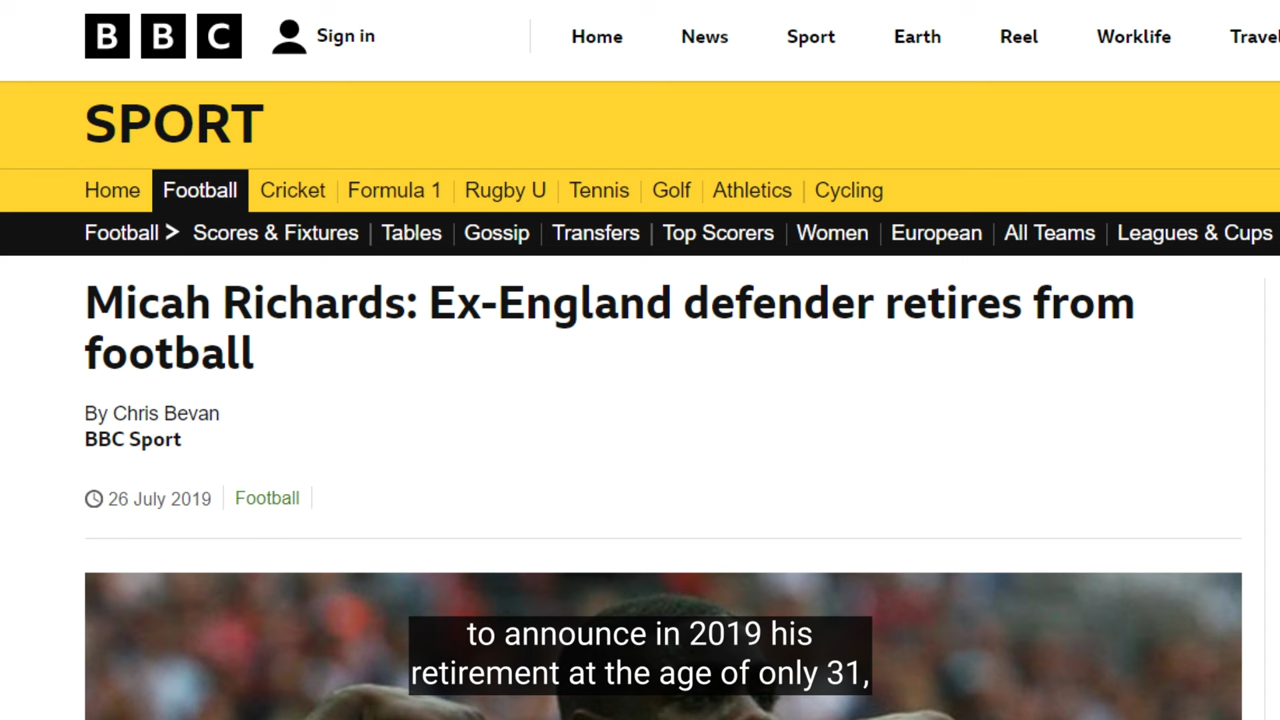 BBC Sign in Home News Sport Earth Reel Worklife Travel
SPORT
Home Football Cricket Formula 1 Rugby U Tennis Golf Athletics Cycling
Football > Scores & Fixtures Tables Gossip Transfers Top Scorers Women European All Teams Leagues & Cups
Micah Richards: Ex-England defender retires from
football
By Chris Bevan
BBC Sport
26 July 2019 Football
to announce in 2019 his
retirement at the age of only 31,